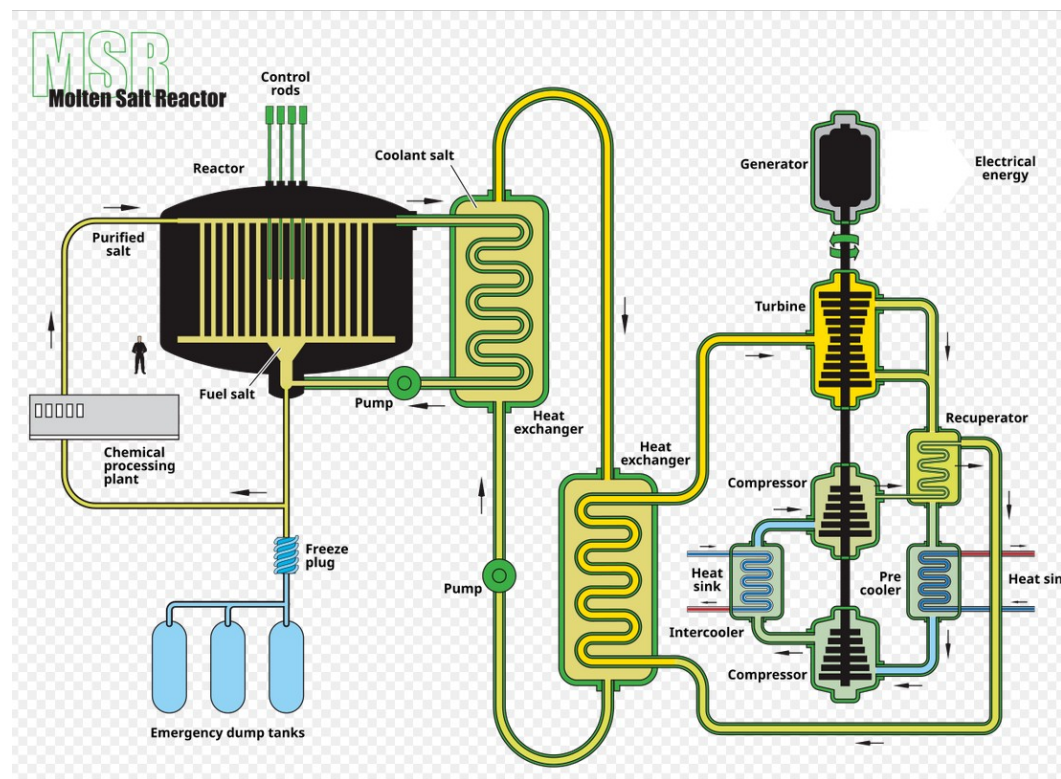 MSR
Molten Salt Reactor
Control
rods
Reactor
Coolant salt
Purified
salt
Fuel salt
Pump
Heat
exchanger
Chemical
processing
plant
Freeze
plug
Emergency dump tanks
Pump
Heat
exchanger
Generator
Electrical
energy
Turbine
Recuperator
Compressor
Heat
sink
Pre
cooler
Heat sin
Intercooler
Compressor